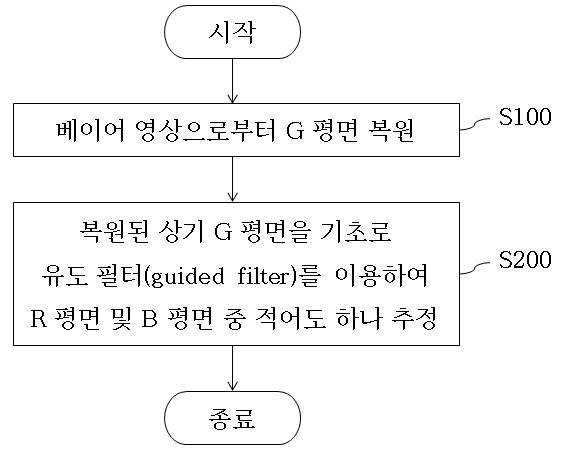 시작
베이어 영상으로부터 G 평면 복원
S100
복원된 상기 G 평면을 기초로
유도 필터(guided filter)를 이용하여
R 평면 및 B 평면 중 적어도 하나 추정
S200
종료